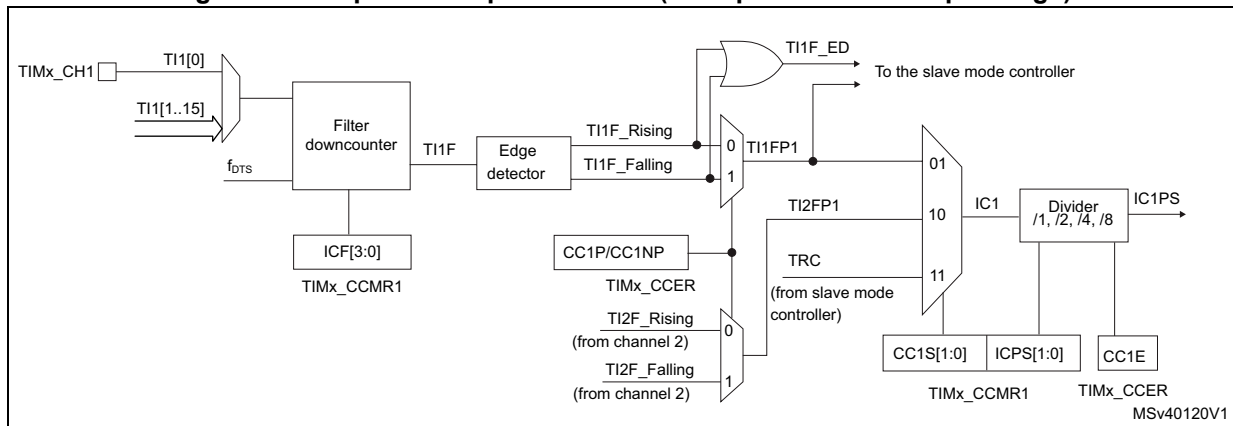 TI1[0]
TIMx_CH1
TI1[1..15]
fDTS
Filter
downcounter
ICF[3:0]
TIMx_CCMR1
TI1F
Edge
detector
TI1F_Rising
TI1F_Falling
TI1F_ED
To the slave mode controller
0
1
TI1FP1
TI2FP1
CC1P/CC1NP
TIMx_CCER
TI2F_Rising
(from channel 2)
TI2F_Falling
(from channel 2)
0
1
TRC
(from slave mode
controller)
01
10
11
IC1
Divider
/1, /2, /4, /8
IC1PS
CC1S[1:0]
ICPS[1:0]
CC1E
TIMx_CCMR1
TIMx_CCER
MSv40120V1